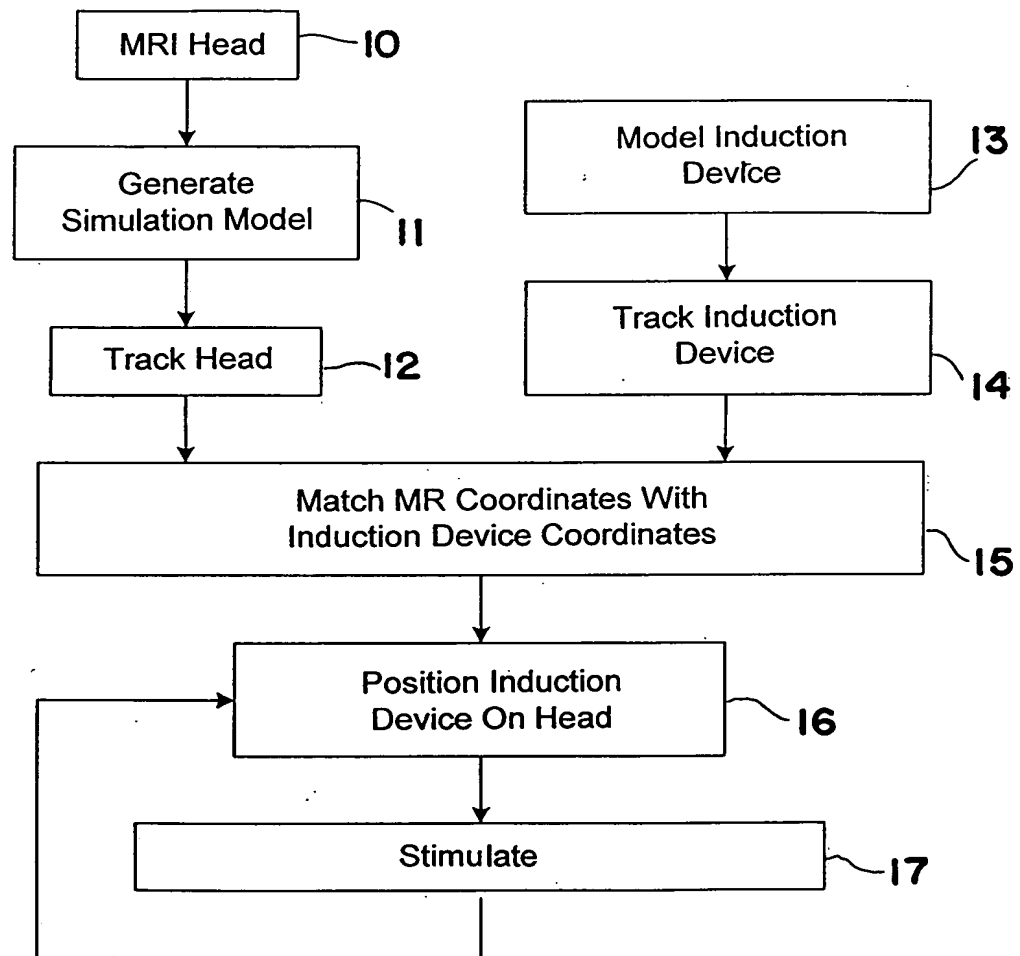 MRI Head
10
Generate
Simulation Model
11
Track Head
12
Model Induction
Device
13
Track Induction
Device
14
Match MR Coordinates With
Induction Device Coordinates
15
Position Induction
Device On Head
16
Stimulate
17